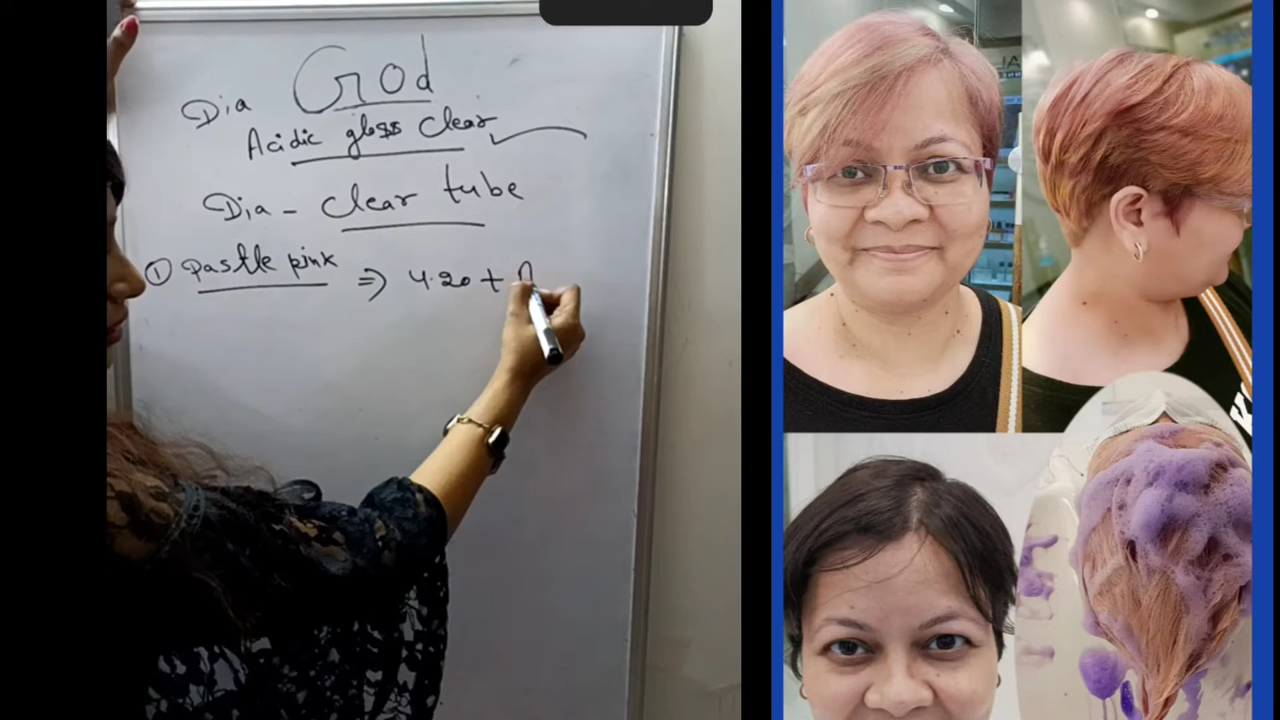 God
Dia
Acidic gloss clear
Dia - clear tube
① Pastle pink ⇒ 4.20 +